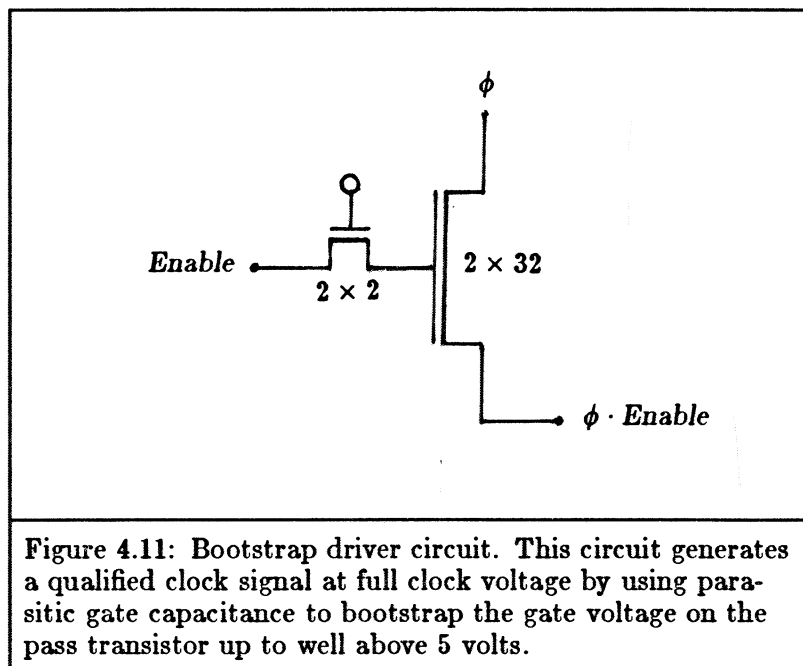 ϕ
Enable
2 × 2
2 × 32
ϕ · Enable
Figure 4.11: Bootstrap driver circuit. This circuit generates
a qualified clock signal at full clock voltage by using para-
sitic gate capacitance to bootstrap the gate voltage on the
pass transistor up to well above 5 volts.